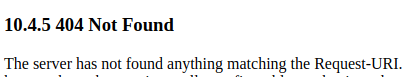 10.4.5 404 Not Found
The server has not found anything matching the Request-URI.